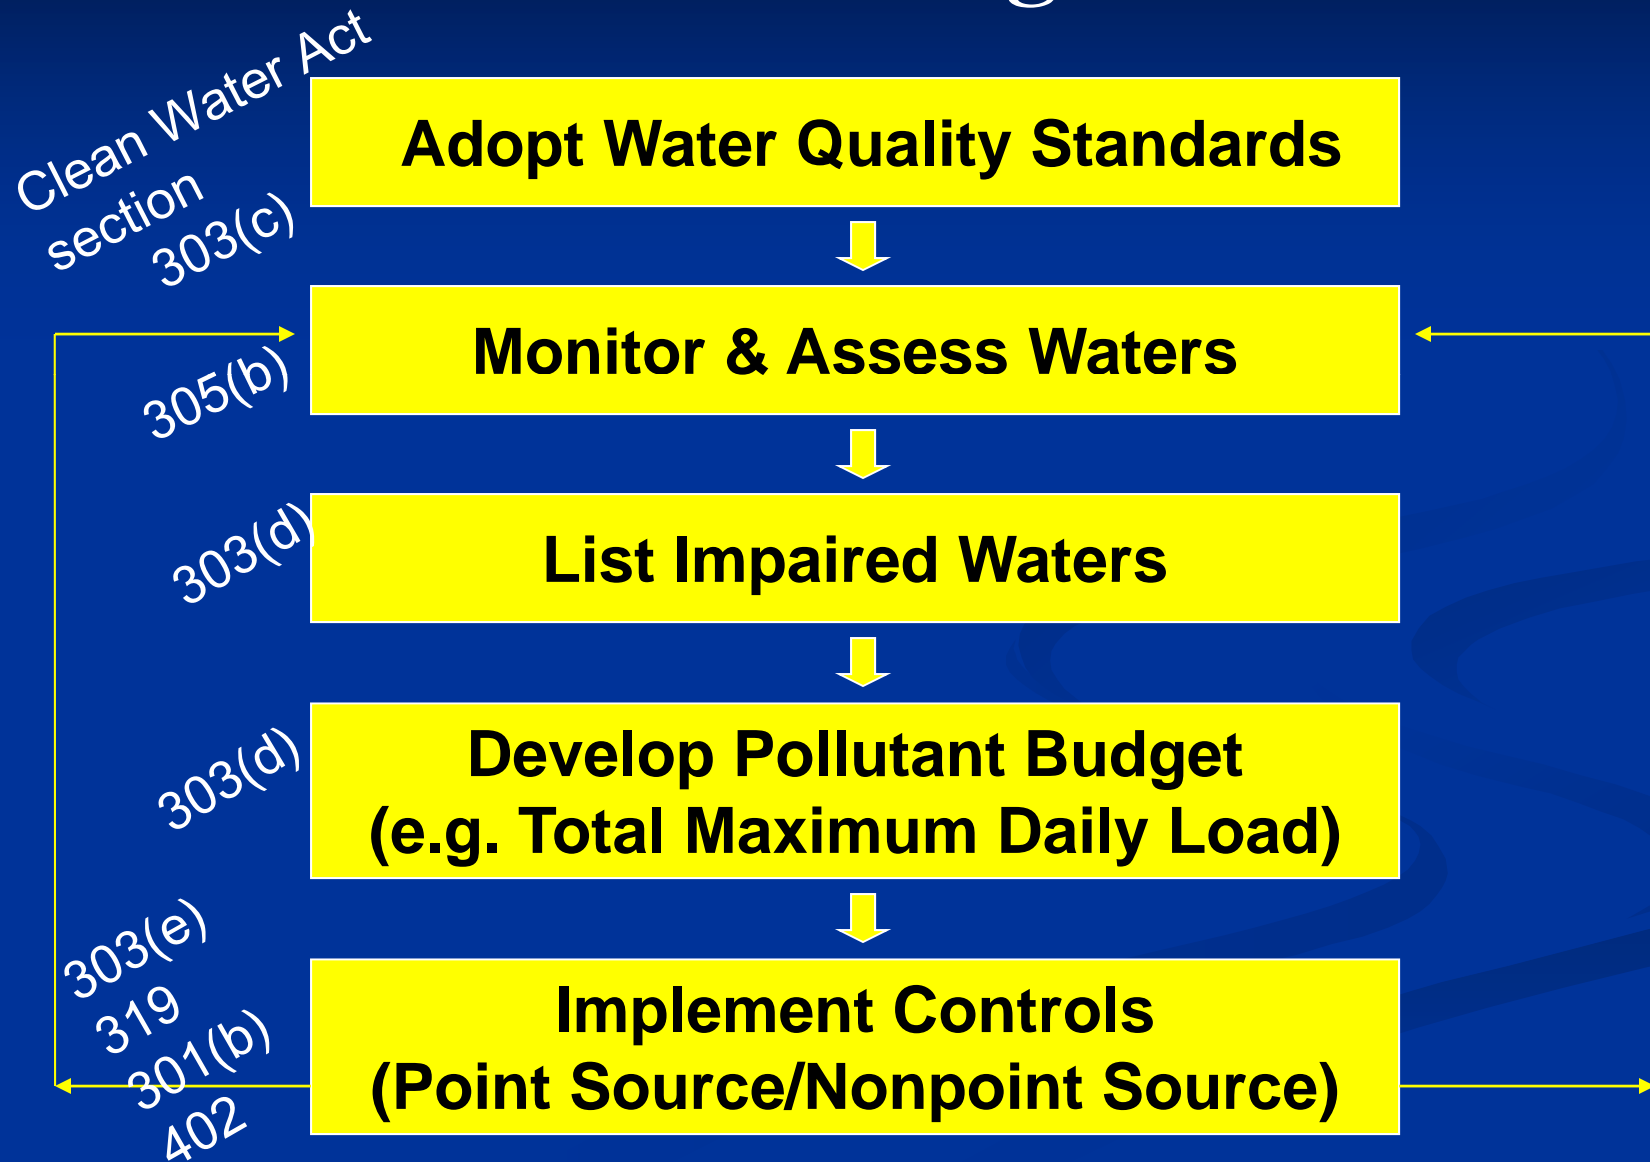 Clean Water Act
section
303(c)
Adopt Water Quality Standards
305(b)
Monitor & Assess Waters
303(d)
List Impaired Waters
303(d)
Develop Pollutant Budget
(e.g. Total Maximum Daily Load)
303(e)
319
301(b)
402
Implement Controls
(Point Source/Nonpoint Source)